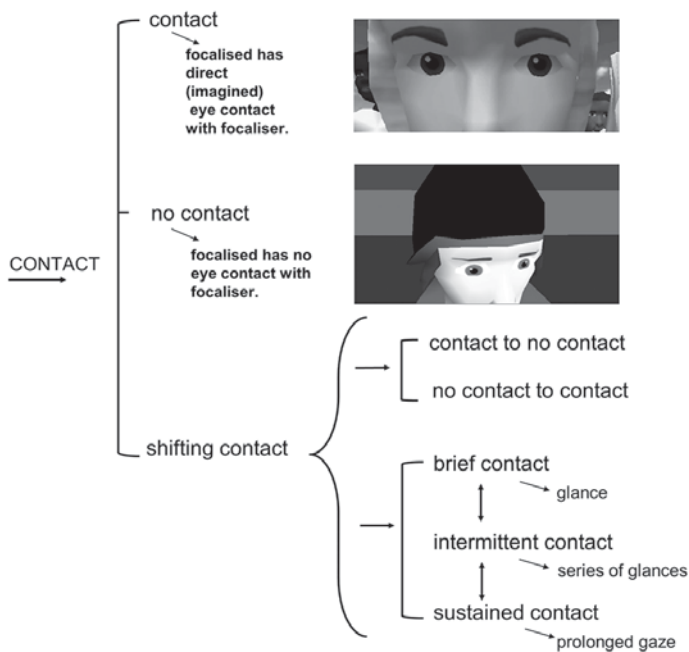 contact
focalised has
direct
(imagined)
eye contact
with focaliser.
no contact
focalised has no
eye contact with
focaliser.
CONTACT
contact to no contact
no contact to contact
shifting contact
brief contact
glance
intermittent contact
series of glances
sustained contact
prolonged gaze